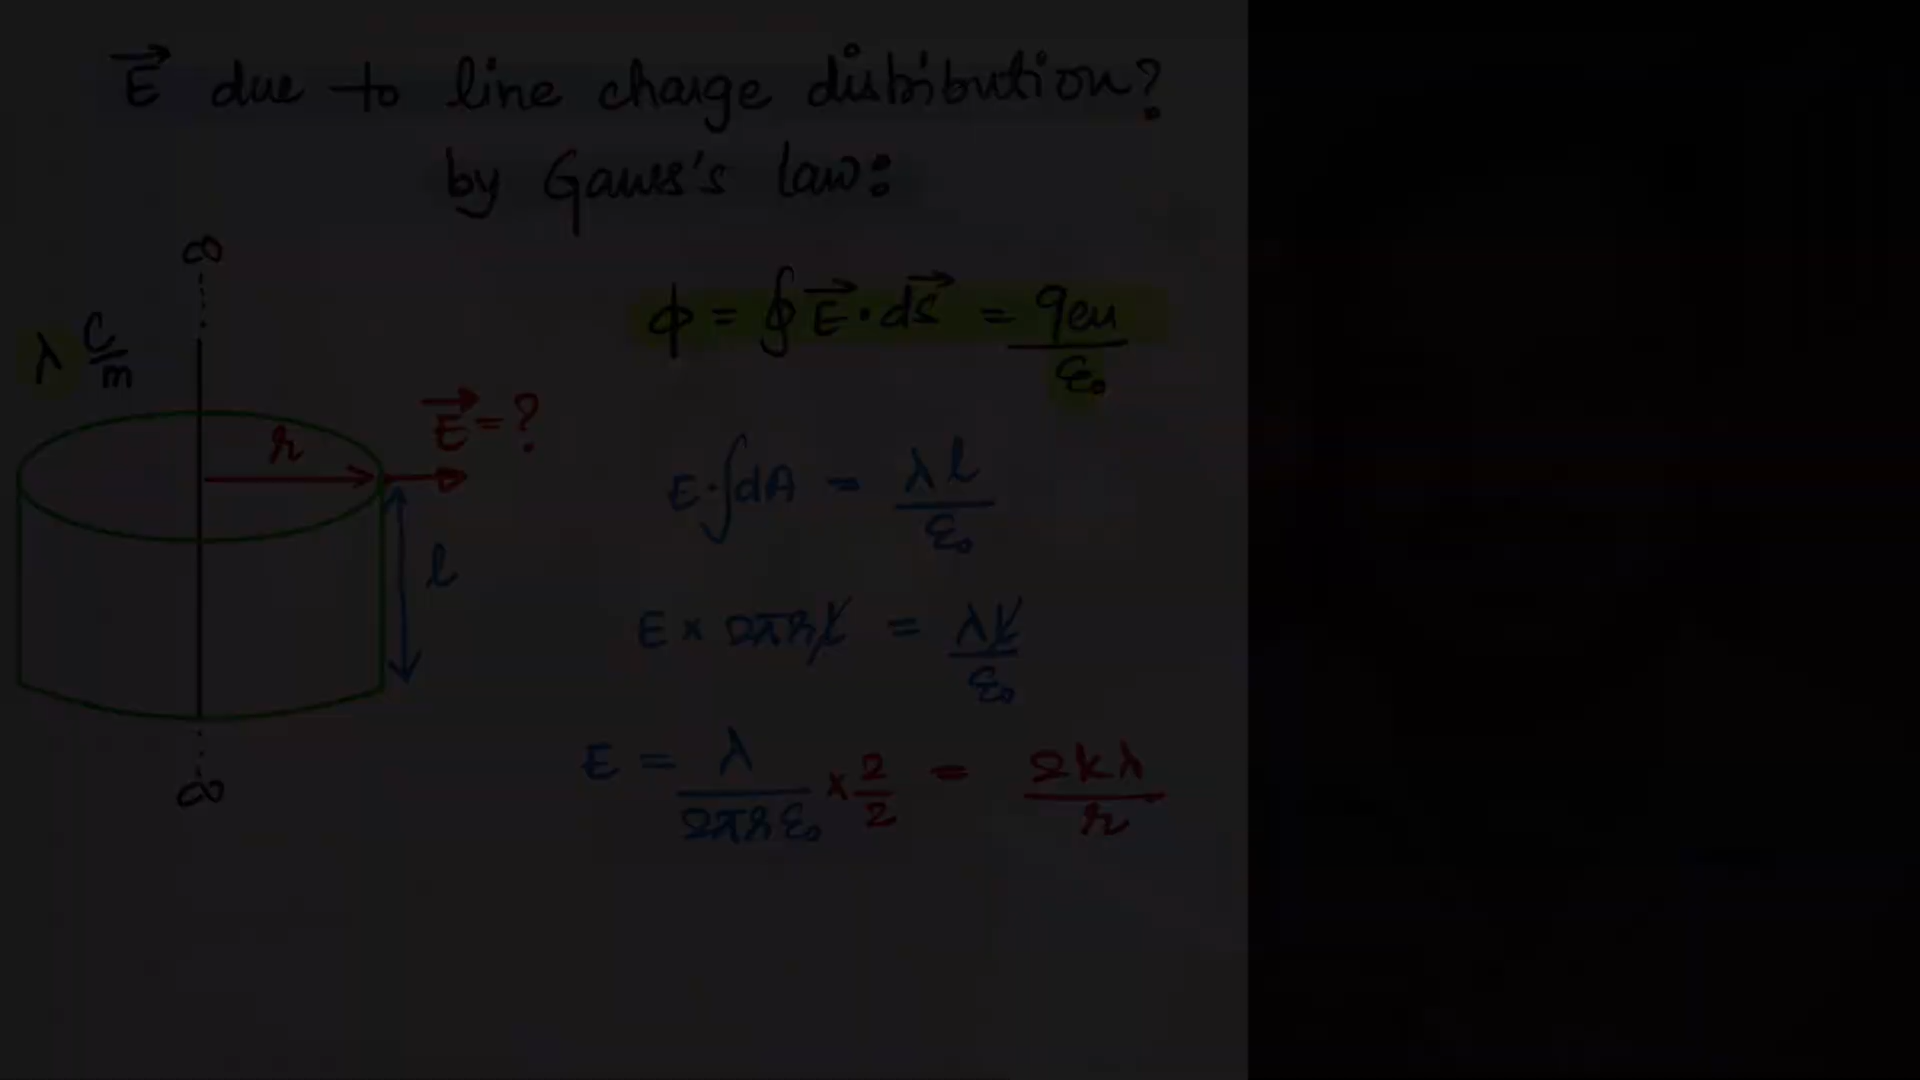 E⃗ due to line charge distribution?
by Gauss's law:
∞
λ C/m
ϕ = ∮ E⃗ · dS⃗ = qen/ε₀
E⃗ = ?
r
E · ∫dA = λl/ε₀
l
E × 2πrl = λl/ε₀
E = λ/2πrε₀ × 2/2 = 2kλ/r
∞